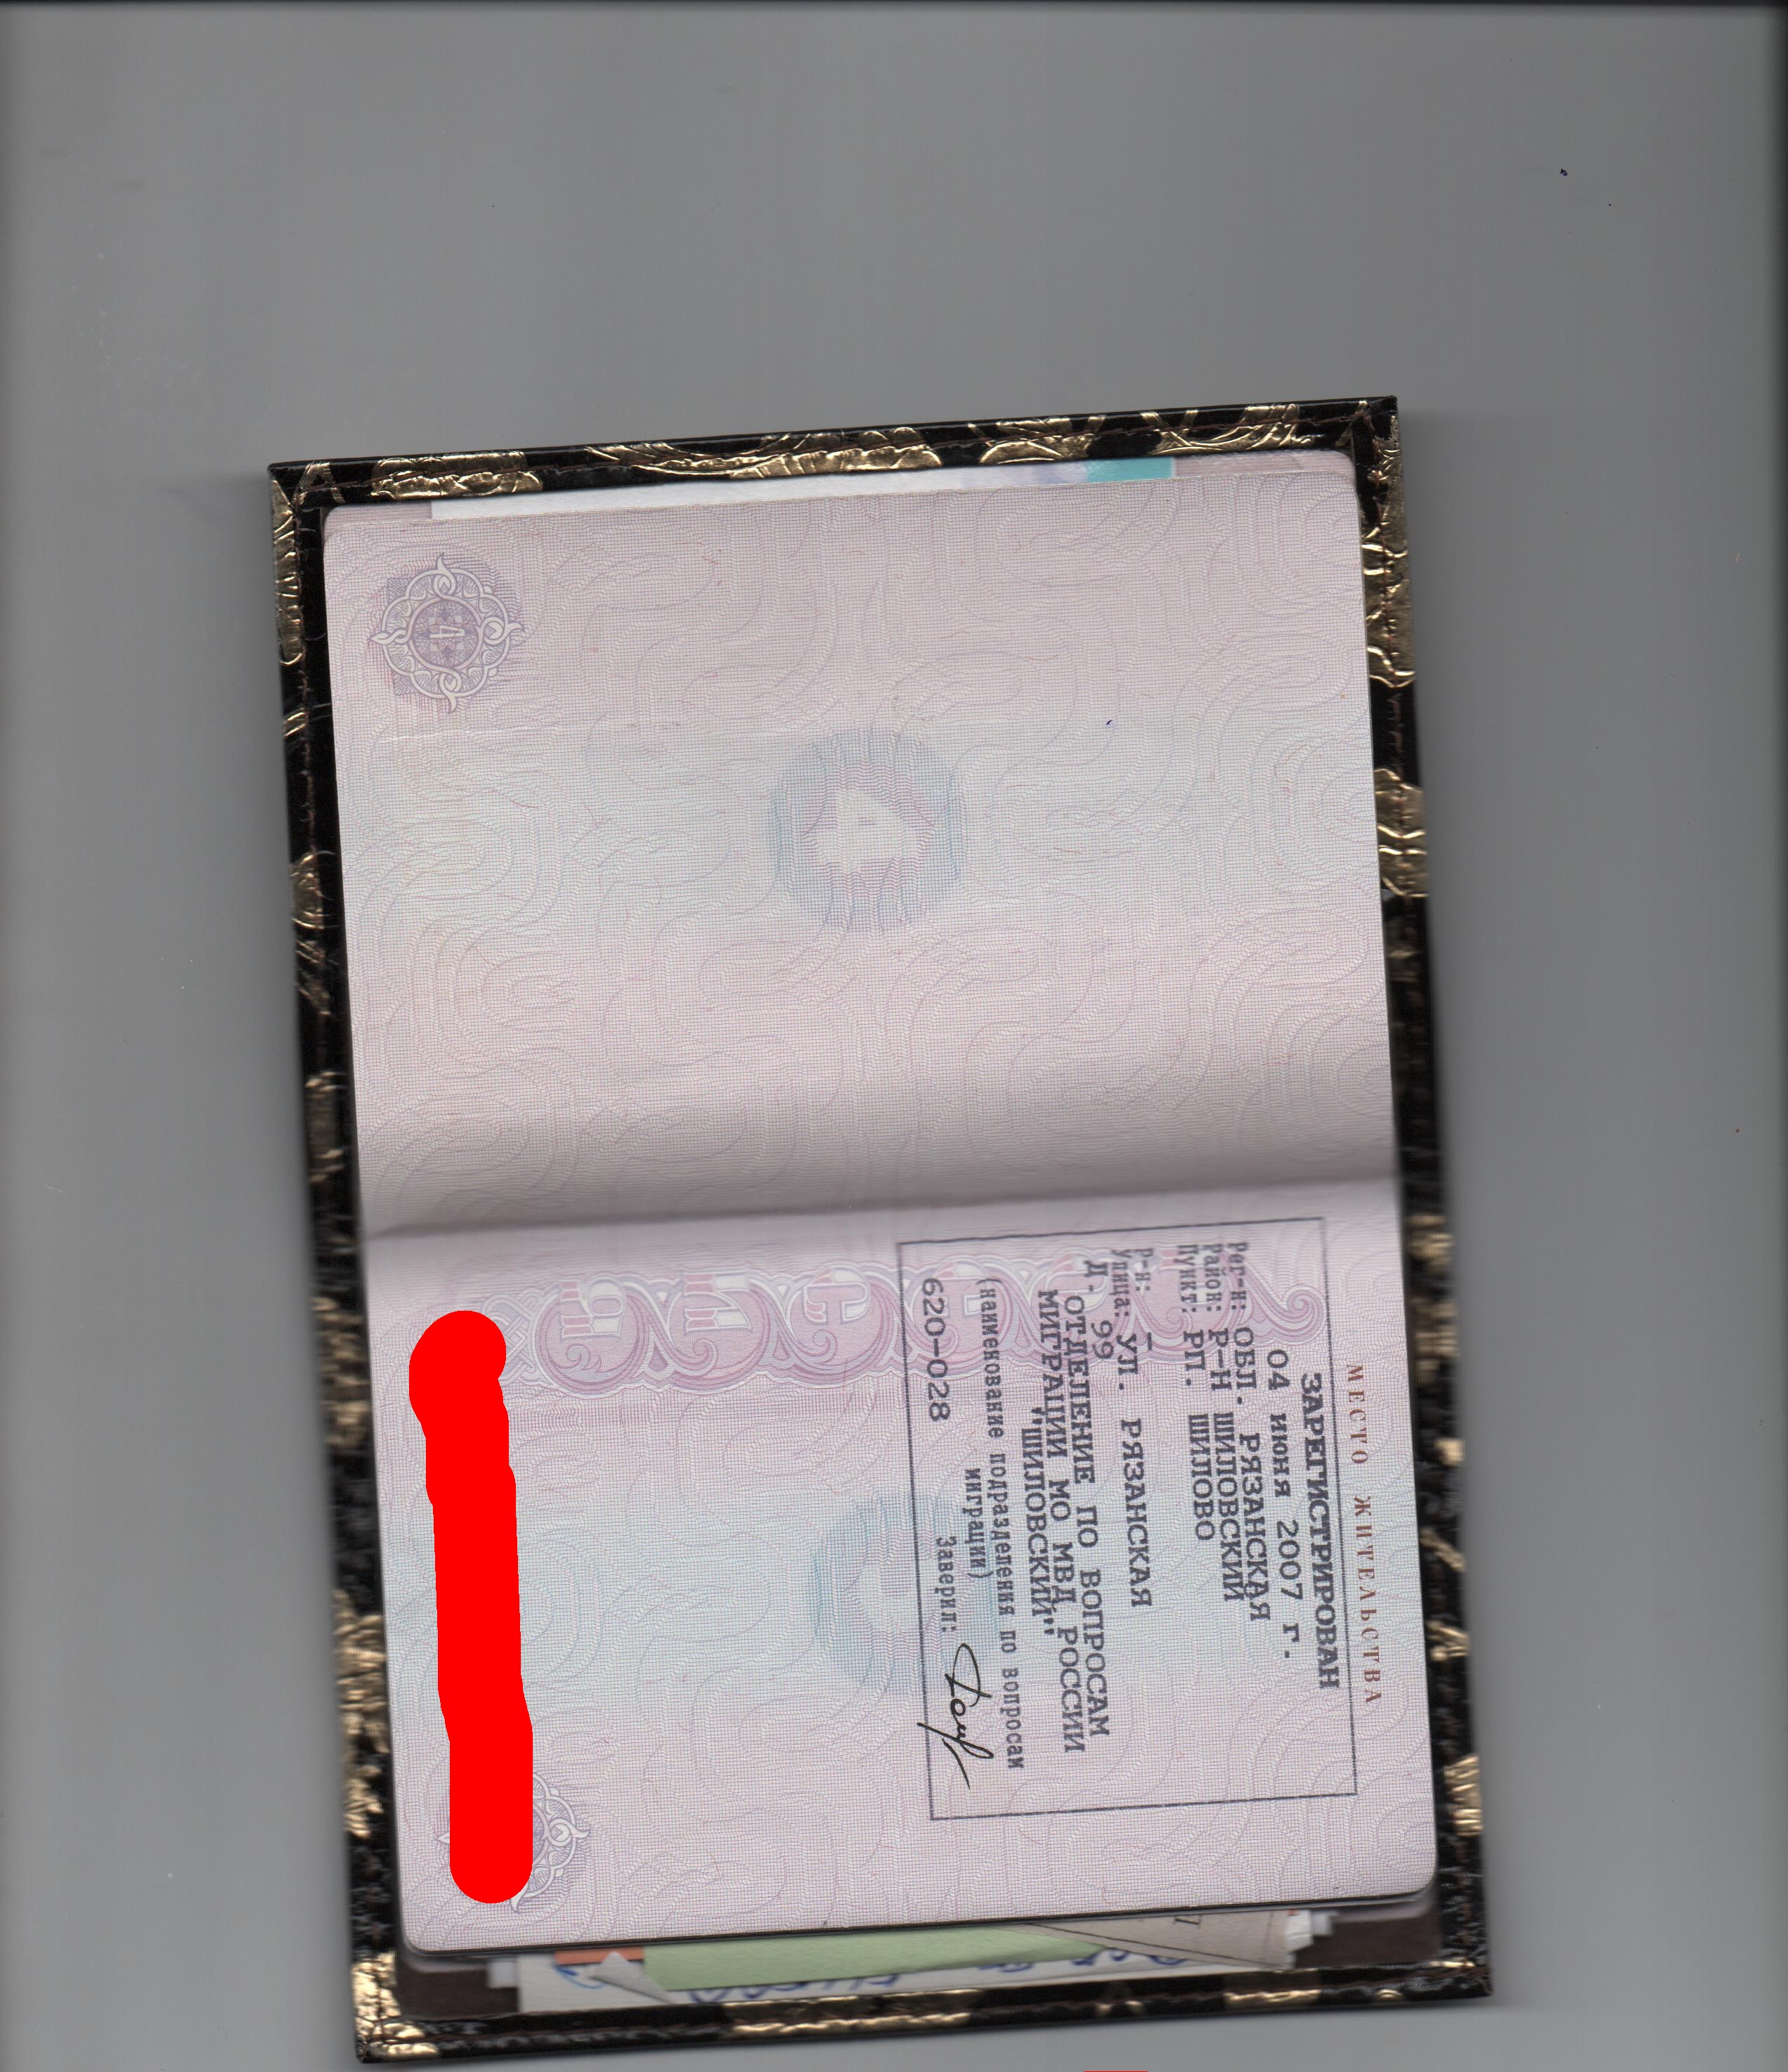 МЕСТО ЖИТЕЛЬСТВА
ЗАРЕГИСТРИРОВАН
04 июня 2007 г.
Рег-н: ОБЛ. РЯЗАНСКАЯ
Район: Р-Н ШИЛОВСКИЙ
Пункт: РП. ШИЛОВО
Р-н: -
Улица: УЛ. РЯЗАНСКАЯ
Д. 99
ОТДЕЛЕНИЕ ПО ВОПРОСАМ
МИГРАЦИИ МО МВД РОССИИ
"ШИЛОВСКИЙ"
(наименование подразделения по вопросам
миграции)
620-028 Заверил:
4
4